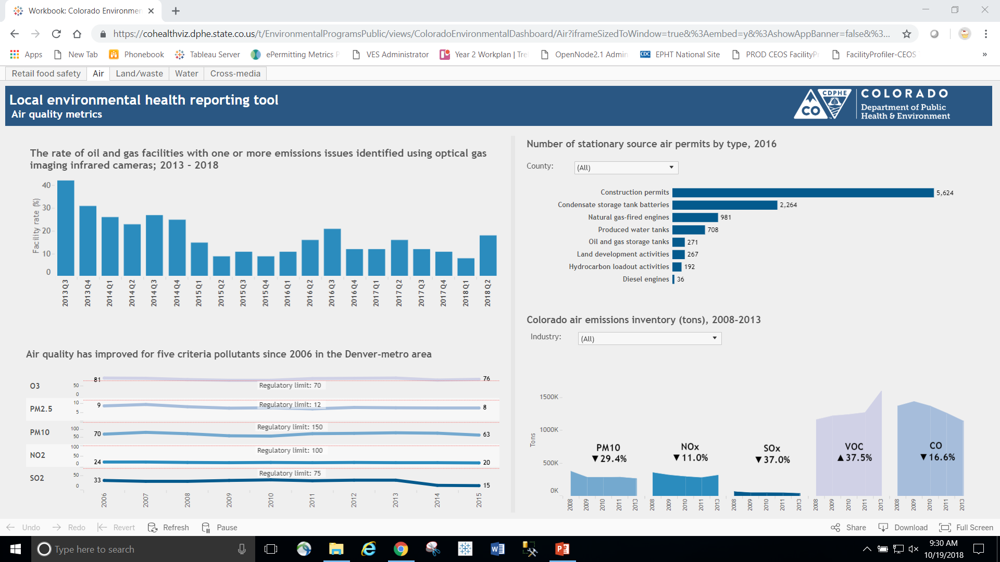 Workbook: Colorado Environmen
https://cohealthviz.dphe.state.co.us/t/EnvironmentalProgramsPublic/views/ColoradoEnvironmentalDashboard/Air?iframeSizedToWindow=true&%3Aembed=y&%3AshowAppBanner=false&%3...
Apps New Tab Phonebook Tableau Server ePermitting Metrics P VES Administrator Year 2 Workplan | Tre OpenNode2.1 Admin CDC EPHT National Site PROD CEOS FacilityPr FacilityProfiler-CEOS »
Retail food safety Air Land/waste Water Cross-media
Local environmental health reporting tool
Air quality metrics
CO CDPHE TM
COLORADO
Department of Public
Health & Environment
The rate of oil and gas facilities with one or more emissions issues identified using optical gas
imaging infrared cameras; 2013 - 2018
Facility rate (%)
40
30
20
10
0
2013 Q3 2013 Q4 2014 Q1 2014 Q2 2014 Q3 2014 Q4 2015 Q1 2015 Q2 2015 Q3 2015 Q4 2016 Q1 2016 Q2 2016 Q3 2016 Q4 2017 Q1 2017 Q2 2017 Q3 2017 Q4 2018 Q1 2018 Q2
Number of stationary source air permits by type, 2016
County: (All)
Construction permits 5,624
Condensate storage tank batteries 2,264
Natural gas-fired engines 981
Produced water tanks 708
Oil and gas storage tanks 271
Land development activities 267
Hydrocarbon loadout activities 192
Diesel engines 36
Air quality has improved for five criteria pollutants since 2006 in the Denver-metro area
O3 50 0 81 Regulatory limit: 70 76
PM2.5 10 5 9 Regulatory limit: 12 8
PM10 100 50 70 Regulatory limit: 150 63
NO2 100 50 0 24 Regulatory limit: 100 20
SO2 50 0 33 Regulatory limit: 75 15
2006 2007 2008 2009 2010 2011 2012 2013 2014 2015
Colorado air emissions inventory (tons), 2008-2013
Industry: (All)
Tons
1500K
1000K
500K
0K
PM10
▼29.4%
NOx
▼11.0%
SOx
▼37.0%
VOC
▲37.5%
CO
▼16.6%
2008 2009 2010 2011 2013 2008 2009 2010 2011 2013 2008 2009 2010 2011 2013 2008 2009 2010 2011 2013 2008 2009 2010 2011 2013
Undo Redo Revert Refresh Pause Share Download Full Screen
Type here to search
9:30 AM
10/19/2018